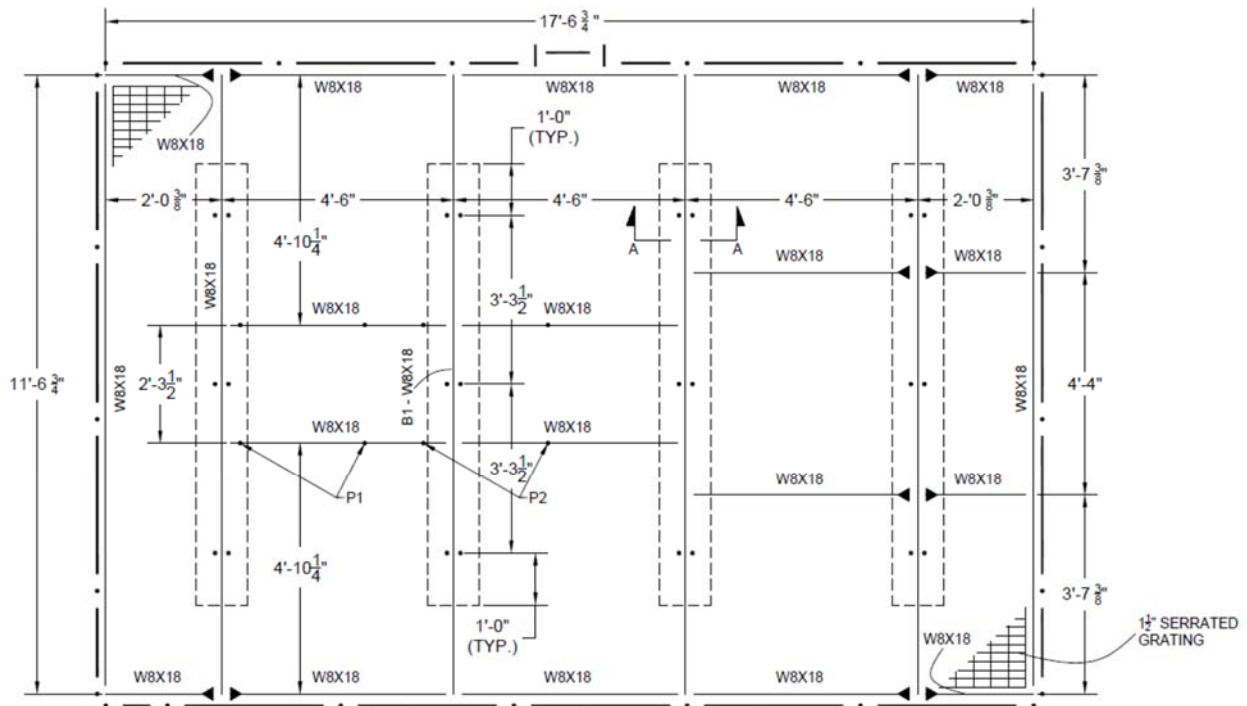 17'-6 3/4"
W8X18
W8X18
W8X18
W8X18
1'-0"
(TYP.)
W8X18
3'-7 3/8"
2'-0 3/8"
4'-6"
4'-6"
4'-6"
2-'0 3/8"
A
A
4'-10 1/4"
W8X18
W8X18
W8X18
3'-3 1/2"
W8X18
W8X18
11'-6 3/4"
W8X18
2'-3 1/2"
B1 - W8X18
4'-4"
W8X18
W8X18
W8X18
3'-3 1/2"
P1
P2
W8X18
W8X18
4'-10 1/4"
3'-7 3/8"
1'-0"
(TYP.)
1 1/2" SERRATED
GRATING
W8X18
W8X18
W8X18
W8X18
W8X18